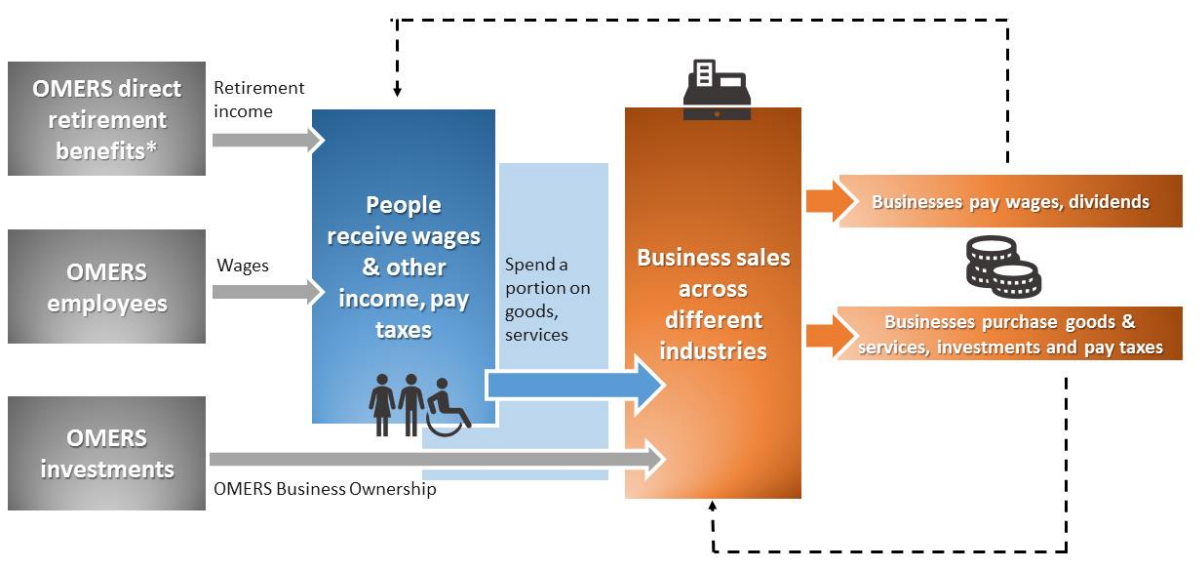 OMERS direct
retirement
benefits*
Retirement
income
OMERS
employees
Wages
OMERS
investments
OMERS Business Ownership
People
receive wages
& other
income, pay
taxes
Spend a
portion on
goods,
services
Business sales
across
different
industries
Businesses pay wages, dividends
Businesses purchase goods &
services, investments and pay taxes